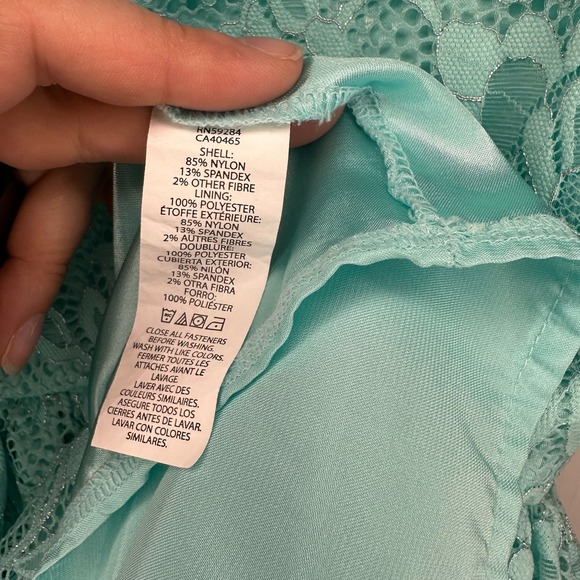 RN59284
CA40465
SHELL:
85% NYLON
13% SPANDEX
2% OTHER FIBRE
LINING:
100% POLYESTER
ÉTOFFE EXTÉRIEURE:
85% NYLON
13% SPANDEX
2% AUTRES FIBRES
DOUBLURE:
100% POLYESTER
CUBIERTA EXTERIOR:
85% NILÓN
13% SPANDEX
2% OTRA FIBRA
FORRO:
100% POLIÉSTER
CLOSE ALL FASTENERS
BEFORE WASHING.
WASH WITH LIKE COLORS.
FERMER TOUTES LES
ATTACHES AVANT LE
LAVAGE
LAVER AVEC DES
COULEURS SIMILAIRES.
ASEGURE TODOS LOS
CIERRES ANTES DE LAVAR.
LAVAR CON COLORES
SIMILARES.